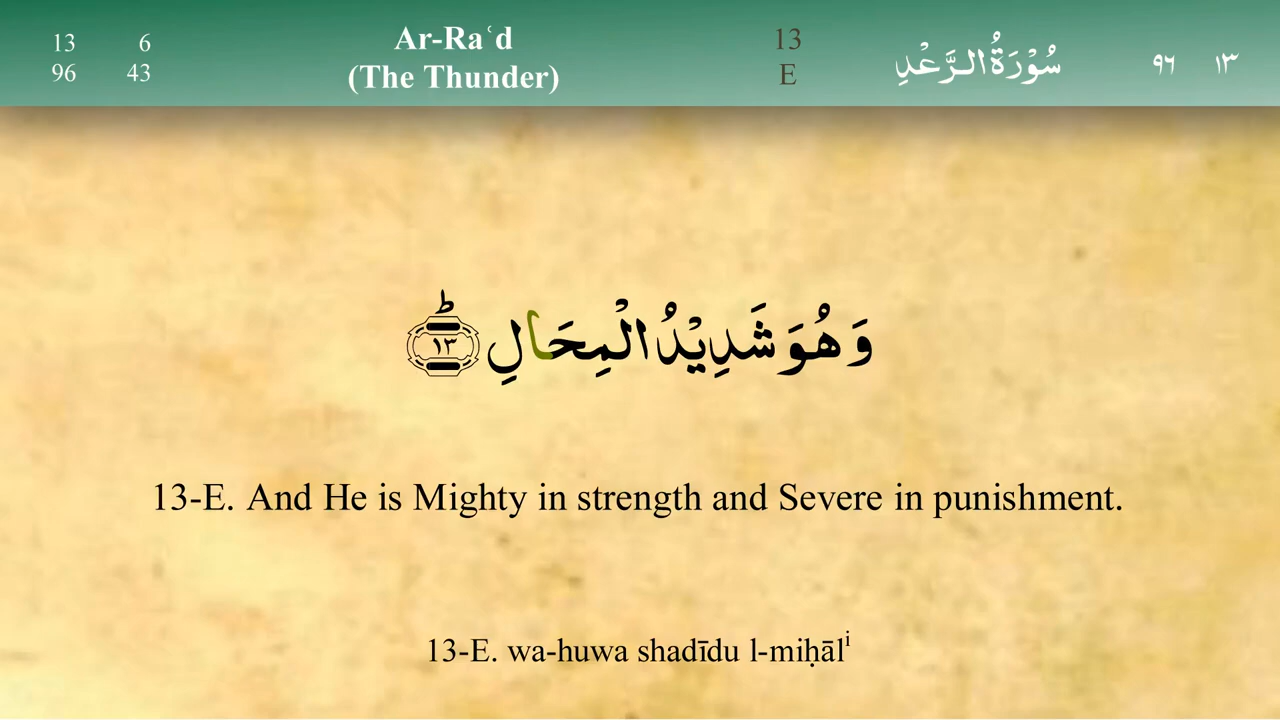 13 6
96 43
Ar-Raʿd
(The Thunder)
13
E
سُوْرَةُ الرَّعْدِ
٩٦ ١٣
وَ هُوَ شَدِيْدُ الْمِحَالِ ؕ ١٣
13-E. And He is Mighty in strength and Severe in punishment.
13-E. wa-huwa shadīdu l-miḥālⁱ